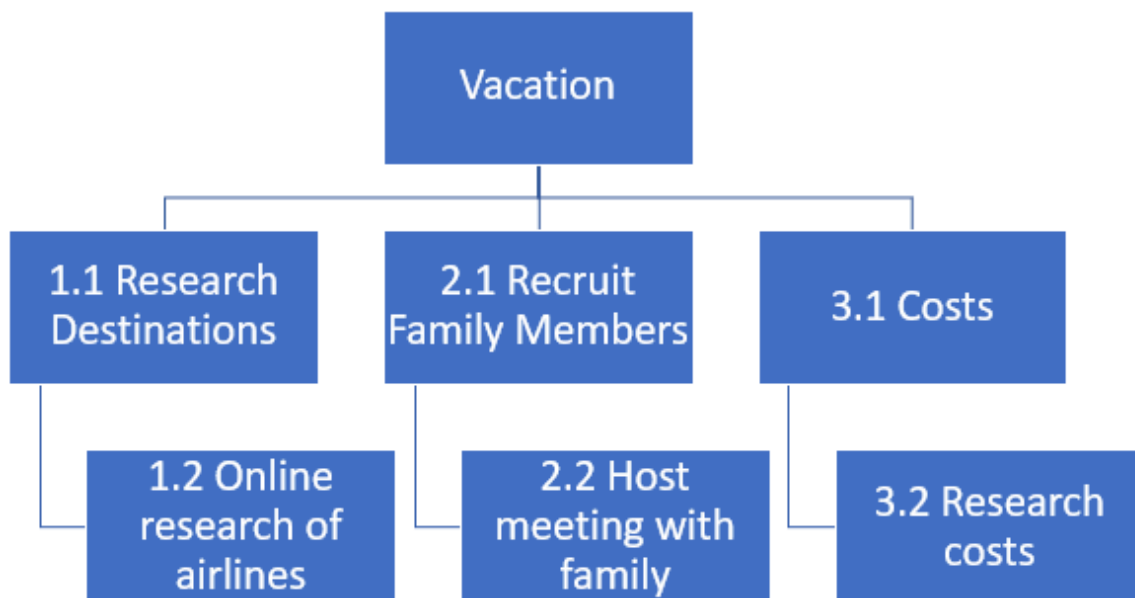 Vacation
1.1 Research
Destinations
2.1 Recruit
Family Members
3.1 Costs
1.2 Online
research of
airlines
2.2 Host
meeting with
family
3.2 Research
costs